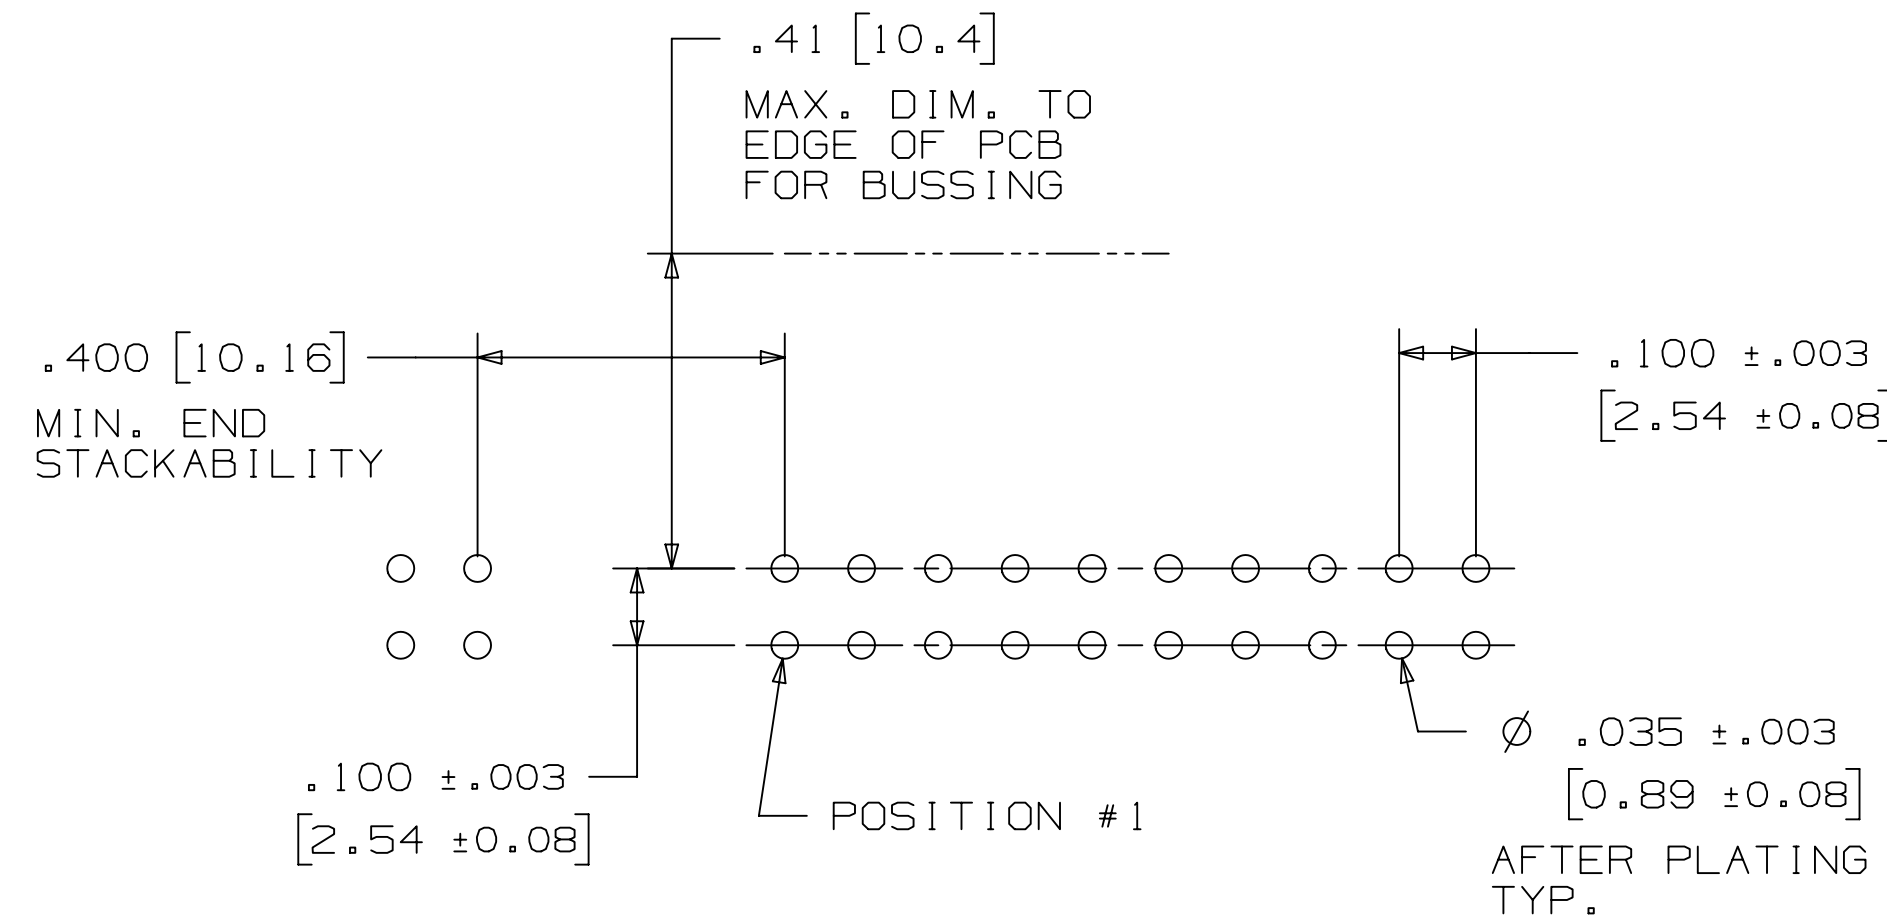 .41 [10.4]
MAX. DIM. TO
EDGE OF PCB
FOR BUSSING
.400 [10.16]
MIN. END
STACKABILITY
.100 ±.003
[2.54 ±0.08]
.100 ±.003
[2.54 ±0.08]
POSITION #1
Ø .035 ±.003
[0.89 ±0.08]
AFTER PLATING
TYP.